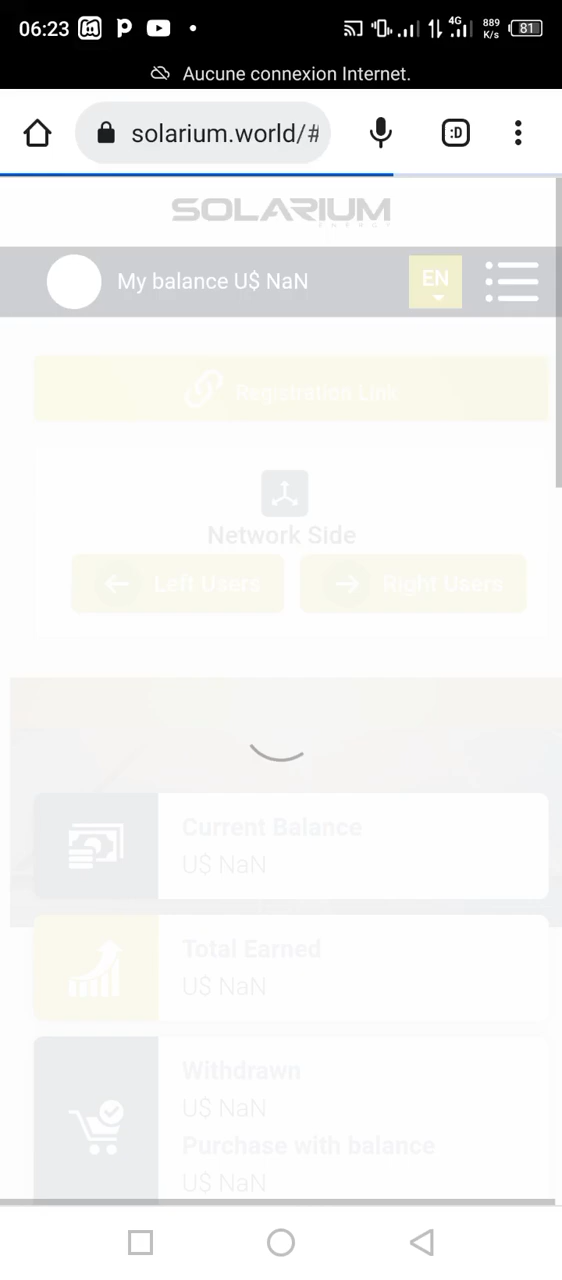 06:23
4G
889
K/s
81
Aucune connexion Internet.
solarium.world/#
:D
SOLARIUM
ENERGY
My balance U$ NaN
EN
Registration Link
Network Side
Left Users
Right Users
Current Balance
U$ NaN
Total Earned
U$ NaN
Withdrawn
U$ NaN
Purchase with balance
U$ NaN